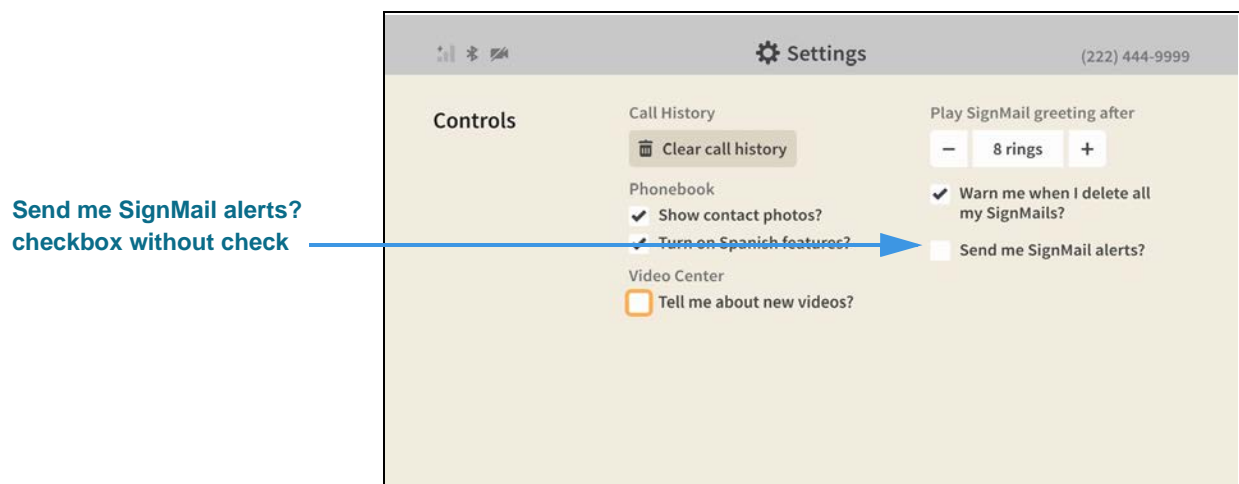 Settings
(222) 444-9999
Controls
Call History
Clear call history
Phonebook
Show contact photos?
Turn on Spanish features?
Video Center
Tell me about new videos?
Play SignMail greeting after
− 8 rings +
Warn me when I delete all
my SignMails?
Send me SignMail alerts?
Send me SignMail alerts?
checkbox without check